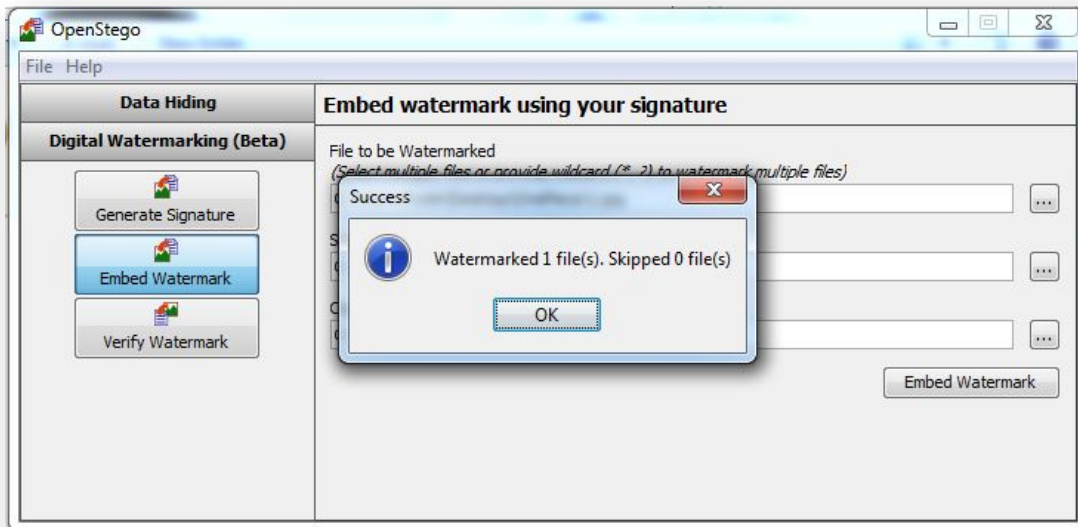 OpenStego
File Help
Data Hiding
Digital Watermarking (Beta)
Generate Signature
Embed Watermark
Verify Watermark
Embed watermark using your signature
File to be Watermarked
(Select multiple files or provide wildcard (*, ?) to watermark multiple files)
...
...
...
Embed Watermark
Success
Watermarked 1 file(s). Skipped 0 file(s)
OK